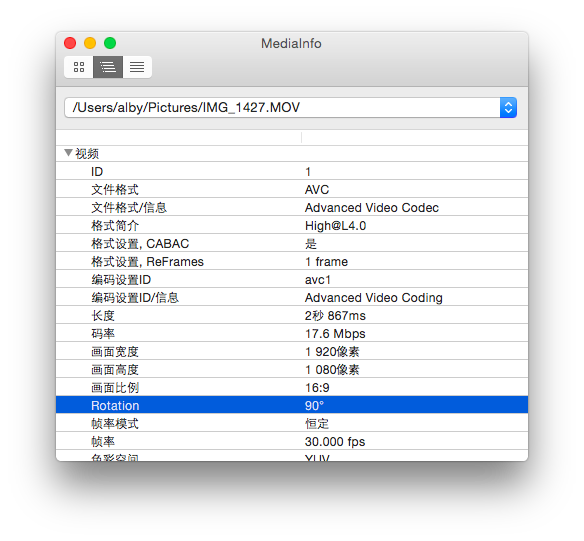 MediaInfo
/Users/alby/Pictures/IMG_1427.MOV
视频
ID 1
文件格式 AVC
文件格式/信息 Advanced Video Codec
格式简介 High@L4.0
格式设置, CABAC 是
格式设置, ReFrames 1 frame
编码设置ID avc1
编码设置ID/信息 Advanced Video Coding
长度 2秒 867ms
码率 17.6 Mbps
画面宽度 1 920像素
画面高度 1 080像素
画面比例 16:9
Rotation 90°
帧率模式 恒定
帧率 30.000 fps
色彩空间 YUV